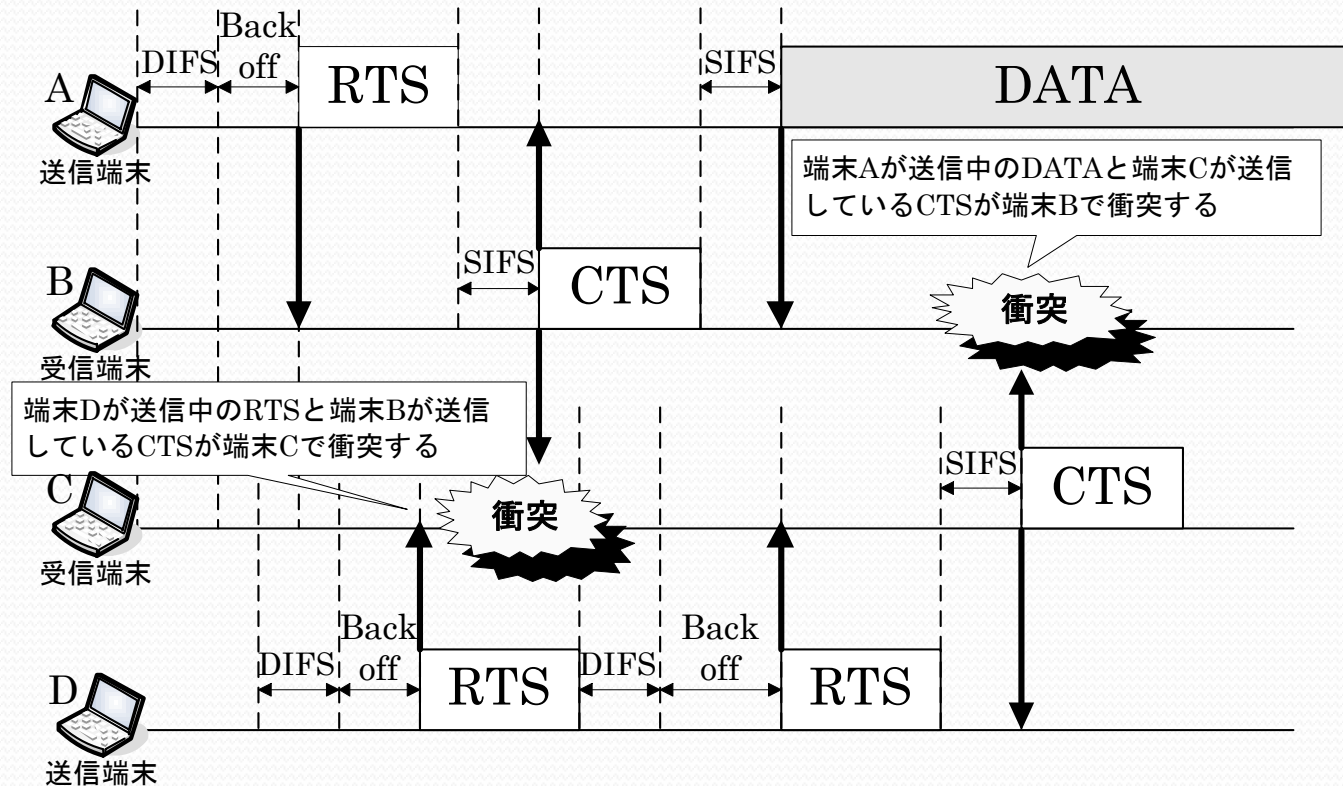 Back
off
DIFS
RTS
SIFS
DATA
A
送信端末
端末Aが送信中のDATAと端末Cが送信
しているCTSが端末Bで衝突する
SIFS
CTS
B
受信端末
衝突
端末Dが送信中のRTSと端末Bが送信
しているCTSが端末Cで衝突する
C
受信端末
衝突
SIFS
CTS
Back
off
DIFS
RTS
DIFS
Back
off
RTS
D
送信端末